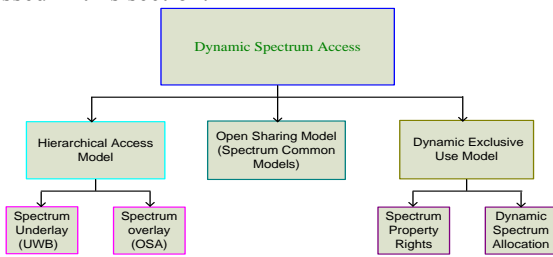 Dynamic Spectrum Access
Hierarchical Access
Model
Open Sharing Model
(Spectrum Common
Models)
Dynamic Exclusive
Use Model
Spectrum
Underlay
(UWB)
Spectrum
overlay
(OSA)
Spectrum
Property
Rights
Dynamic
Spectrum
Allocation